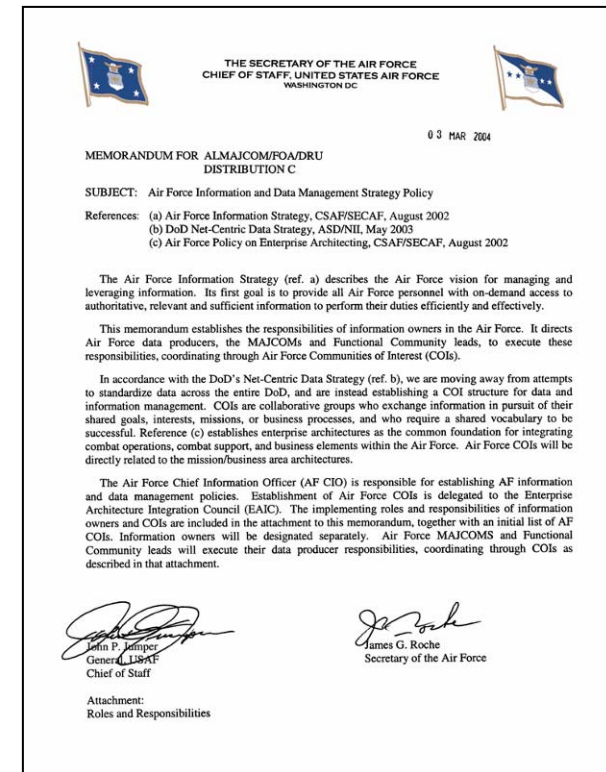 THE SECRETARY OF THE AIR FORCE
CHIEF OF STAFF, UNITED STATES AIR FORCE
WASHINGTON DC
0 3 MAR 2004
MEMORANDUM FOR ALMAJCOM/FOA/DRU
DISTRIBUTION C
SUBJECT: Air Force Information and Data Management Strategy Policy
References: (a) Air Force Information Strategy, CSAF/SECAF, August 2002
(b) DoD Net-Centric Data Strategy, ASD/NII, May 2003
(c) Air Force Policy on Enterprise Architecting, CSAF/SECAF, August 2002
The Air Force Information Strategy (ref. a) describes the Air Force vision for managing and
leveraging information. Its first goal is to provide all Air Force personnel with on-demand access to
authoritative, relevant and sufficient information to perform their duties efficiently and effectively.
This memorandum establishes the responsibilities of information owners in the Air Force. It directs
Air Force data producers, the MAJCOMs and Functional Community leads, to execute these
responsibilities, coordinating through Air Force Communities of Interest (COIs).
In accordance with the DoD's Net-Centric Data Strategy (ref. b), we are moving away from attempts
to standardize data across the entire DoD, and are instead establishing a COI structure for data and
information management. COIs are collaborative groups who exchange information in pursuit of their
shared goals, interests, missions, or business processes, and who require a shared vocabulary to be
successful. Reference (c) establishes enterprise architectures as the common foundation for integrating
combat operations, combat support, and business elements within the Air Force. Air Force COIs will be
directly related to the mission/business area architectures.
The Air Force Chief Information Officer (AF CIO) is responsible for establishing AF information
and data management policies. Establishment of Air Force COIs is delegated to the Enterprise
Architecture Integration Council (EAIC). The implementing roles and responsibilities of information
owners and COIs are included in the attachment to this memorandum, together with an initial list of AF
COIs. Information owners will be designated separately. Air Force MAJCOMS and Functional
Community leads will execute their data producer responsibilities, coordinating through COIs as
described in that attachment.
John P. Jumper
General, USAF
Chief of Staff
James G. Roche
Secretary of the Air Force
Attachment:
Roles and Responsibilities